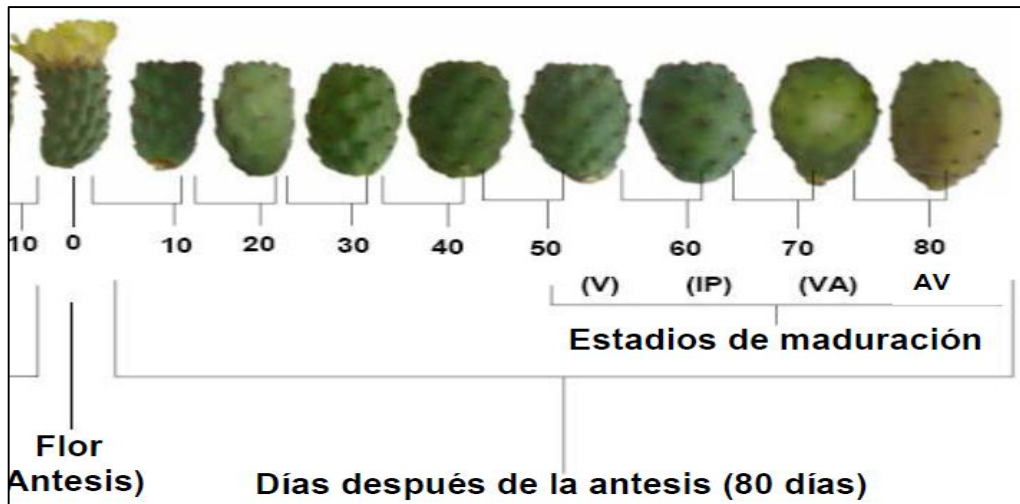 10 0 10 20 30 40 50 60 70 80
(V) (IP) (VA) AV
Estadios de maduración
Flor
Antesis)
Días después de la antesis (80 días)